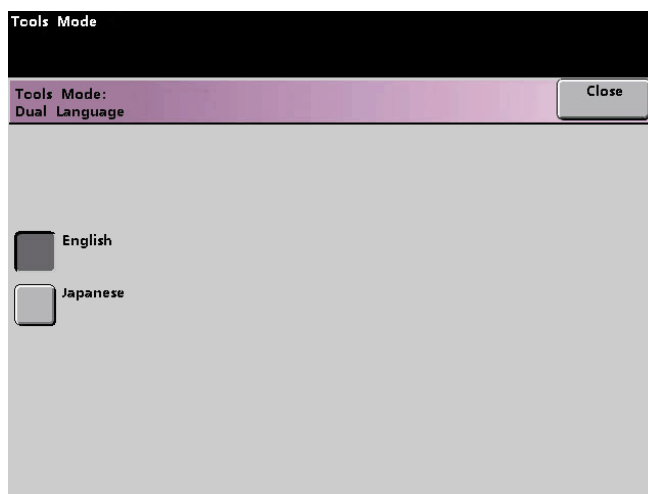 Tools Mode
Tools Mode:
Dual Language
Close
English
Japanese